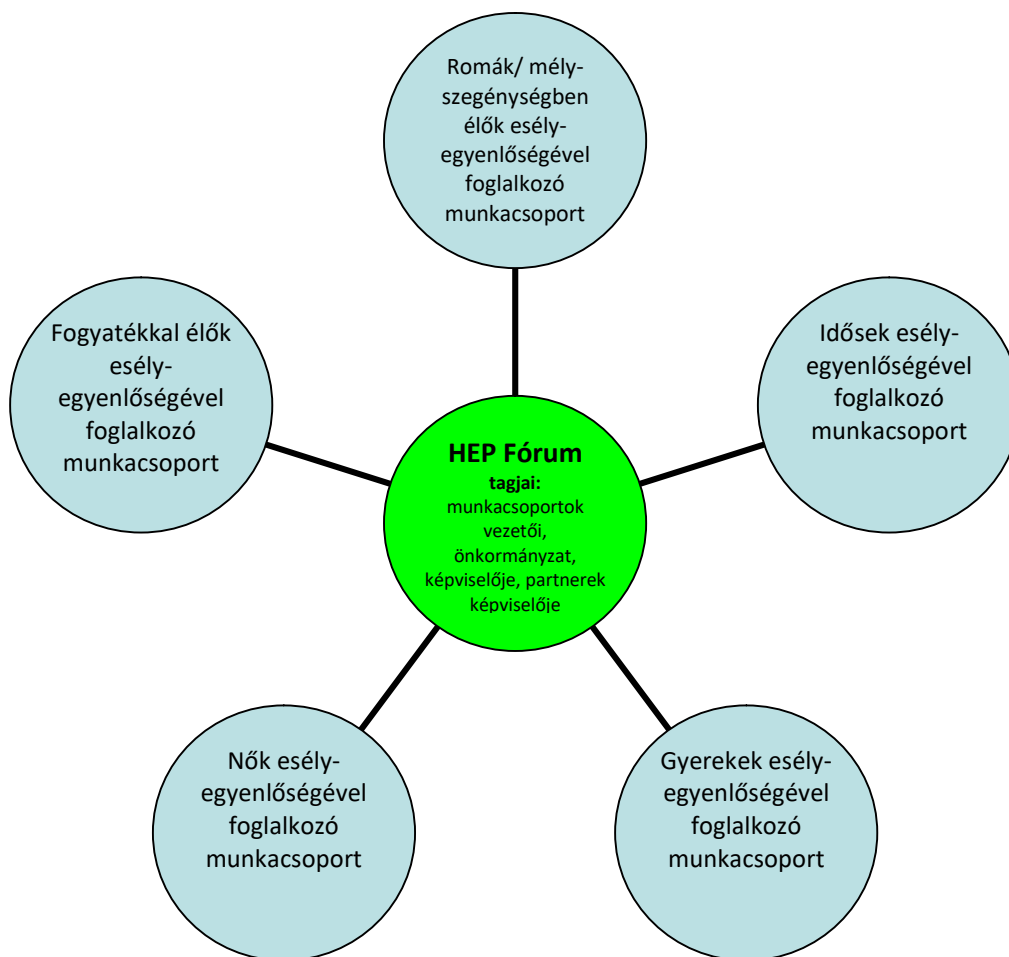 Romák/ mély-
szegénységben
élők esély-
egyenlőségével
foglalkozó
munkacsoport
Fogyatékkal élők
esély-
egyenlőségével
foglalkozó
munkacsoport
Idősek esély-
egyenlőségével
foglalkozó
munkacsoport
HEP Fórum
tagjai:
munkacsoportok
vezetői,
önkormányzat,
képviselője, partnerek
képviselője
Nők esély-
egyenlőségével
foglalkozó
munkacsoport
Gyerekek esély-
egyenlőségével
foglalkozó
munkacsoport